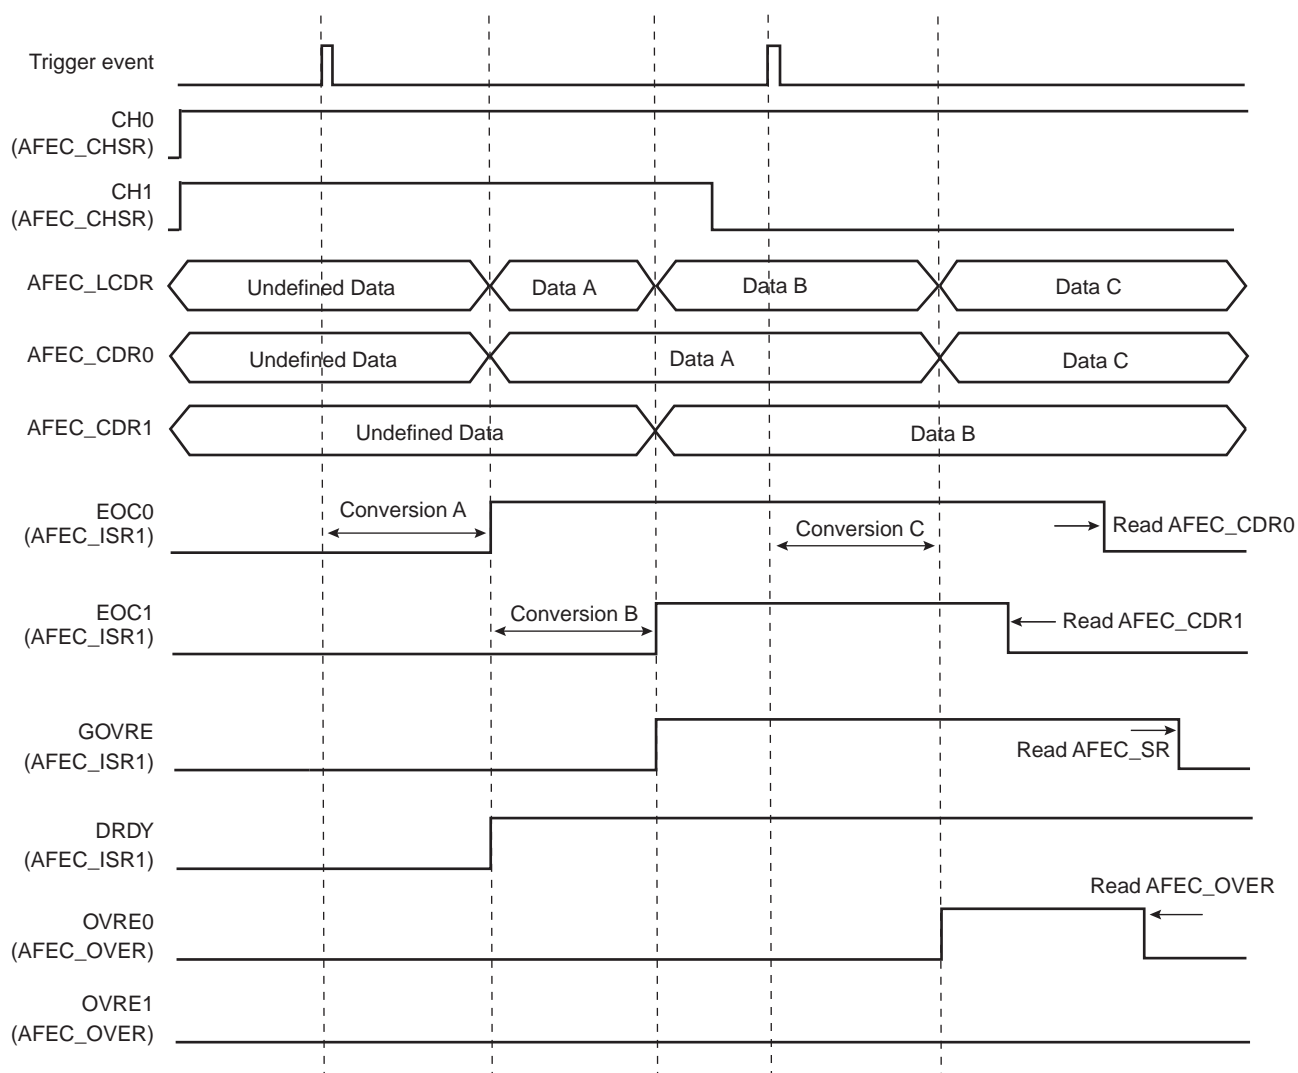 Trigger event
CH0
(AFEC_CHSR)
CH1
(AFEC_CHSR)
AFEC_LCDR
Undefined Data
Data A
Data B
Data C
AFEC_CDR0
Undefined Data
Data A
Data C
AFEC_CDR1
Undefined Data
Data B
EOC0
(AFEC_ISR1)
Conversion A
Conversion C
Read AFEC_CDR0
EOC1
(AFEC_ISR1)
Conversion B
Read AFEC_CDR1
GOVRE
(AFEC_ISR1)
Read AFEC_SR
DRDY
(AFEC_ISR1)
Read AFEC_OVER
OVRE0
(AFEC_OVER)
OVRE1
(AFEC_OVER)